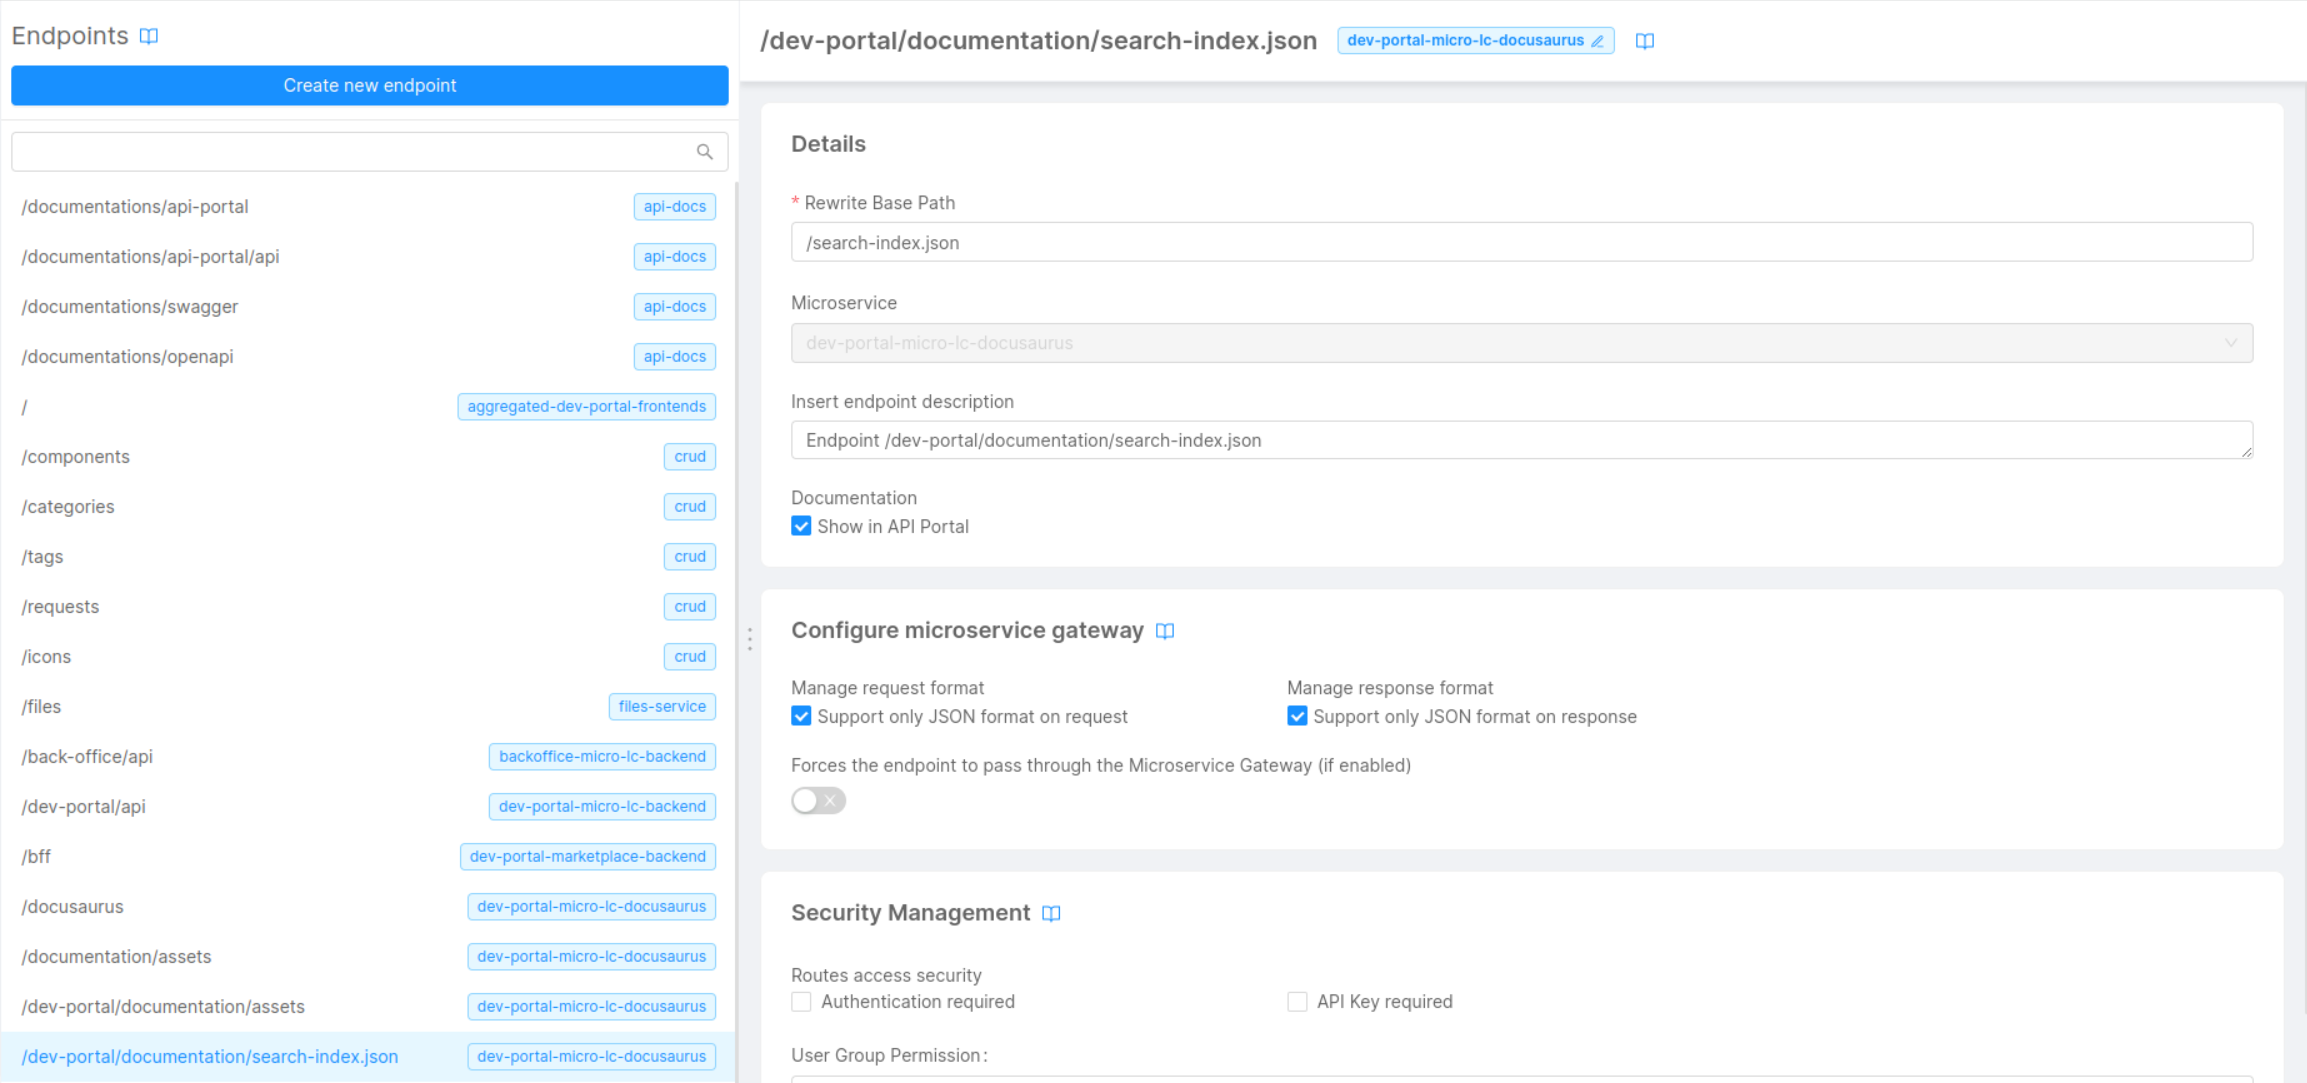 Endpoints
Create new endpoint
/documentations/api-portal api-docs
/documentations/api-portal/api api-docs
/documentations/swagger api-docs
/documentations/openapi api-docs
/ aggregated-dev-portal-frontends
/components crud
/categories crud
/tags crud
/requests crud
/icons crud
/files files-service
/back-office/api backoffice-micro-lc-backend
/dev-portal/api dev-portal-micro-lc-backend
/bff dev-portal-marketplace-backend
/docusaurus dev-portal-micro-lc-docusaurus
/documentation/assets dev-portal-micro-lc-docusaurus
/dev-portal/documentation/assets dev-portal-micro-lc-docusaurus
/dev-portal/documentation/search-index.json dev-portal-micro-lc-docusaurus
/dev-portal/documentation/search-index.json dev-portal-micro-lc-docusaurus
Details
* Rewrite Base Path
/search-index.json
Microservice
dev-portal-micro-lc-docusaurus
Insert endpoint description
Endpoint /dev-portal/documentation/search-index.json
Documentation
Show in API Portal
Configure microservice gateway
Manage request format Manage response format
Support only JSON format on request Support only JSON format on response
Forces the endpoint to pass through the Microservice Gateway (if enabled)
Security Management
Routes access security
Authentication required API Key required
User Group Permission: